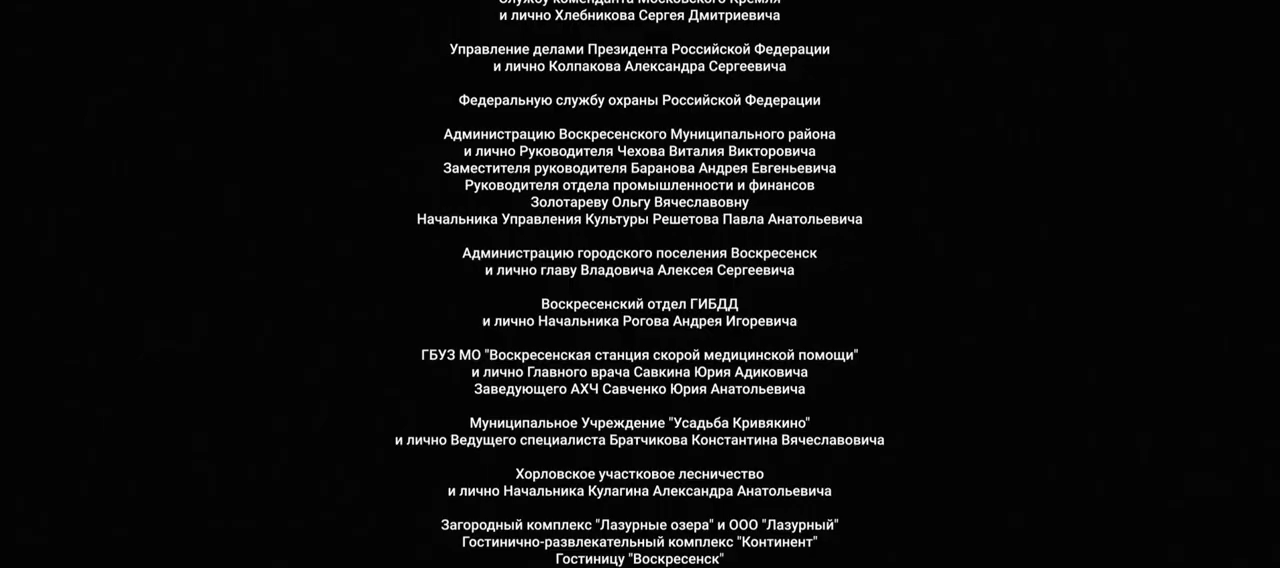 Службу коменданта Московского Кремля
и лично Хлебникова Сергея Дмитриевича
Управление делами Президента Российской Федерации
и лично Колпакова Александра Сергеевича
Федеральную службу охраны Российской Федерации
Администрацию Воскресенского Муниципального района
и лично Руководителя Чехова Виталия Викторовича
Заместителя руководителя Баранова Андрея Евгеньевича
Руководителя отдела промышленности и финансов
Золотареву Ольгу Вячеславовну
Начальника Управления Культуры Решетова Павла Анатольевича
Администрацию городского поселения Воскресенск
и лично главу Владовича Алексея Сергеевича
Воскресенский отдел ГИБДД
и лично Начальника Рогова Андрея Игоревича
ГБУЗ МО "Воскресенская станция скорой медицинской помощи"
и лично Главного врача Савкина Юрия Адиковича
Заведующего АХЧ Савченко Юрия Анатольевича
Муниципальное Учреждение "Усадьба Кривякино"
и лично Ведущего специалиста Братчикова Константина Вячеславовича
Хорловское участковое лесничество
и лично Начальника Кулагина Александра Анатольевича
Загородный комплекс "Лазурные озера" и ООО "Лазурный"
Гостинично-развлекательный комплекс "Континент"
Гостиницу "Воскресенск"